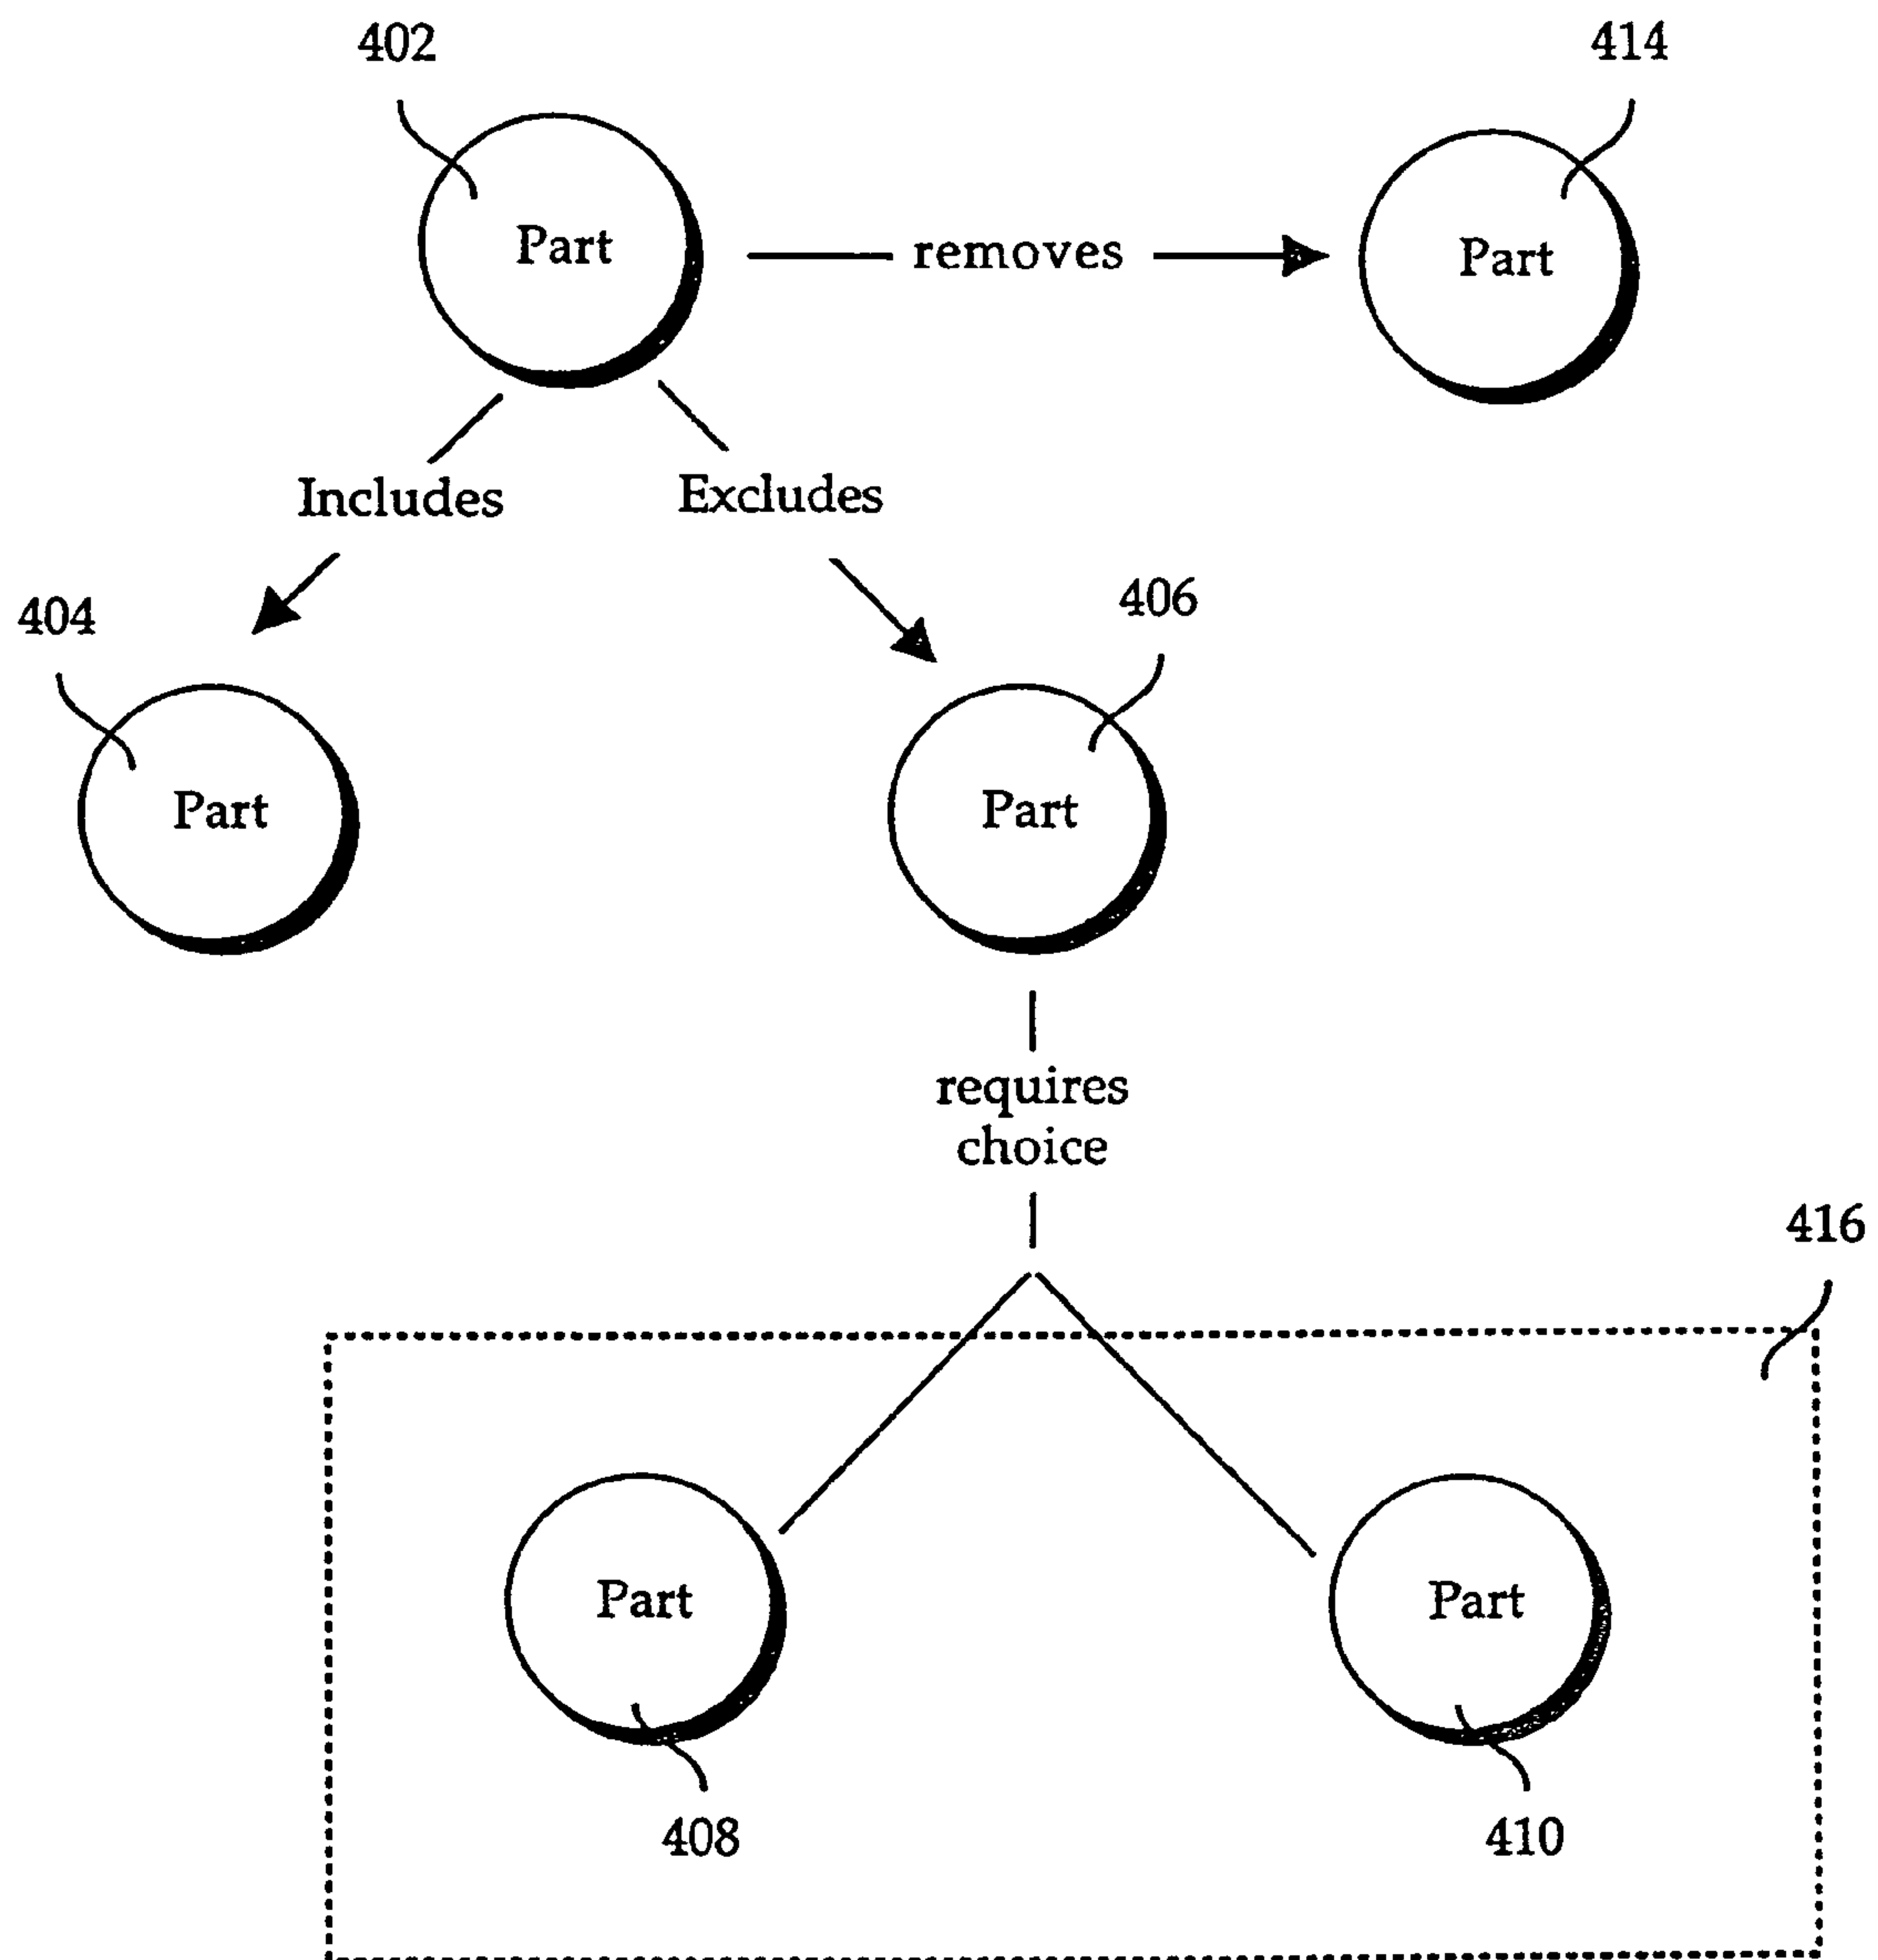 402
414
Part
removes
Part
Includes
Excludes
404
406
Part
Part
requires
choice
416
Part
Part
408
410